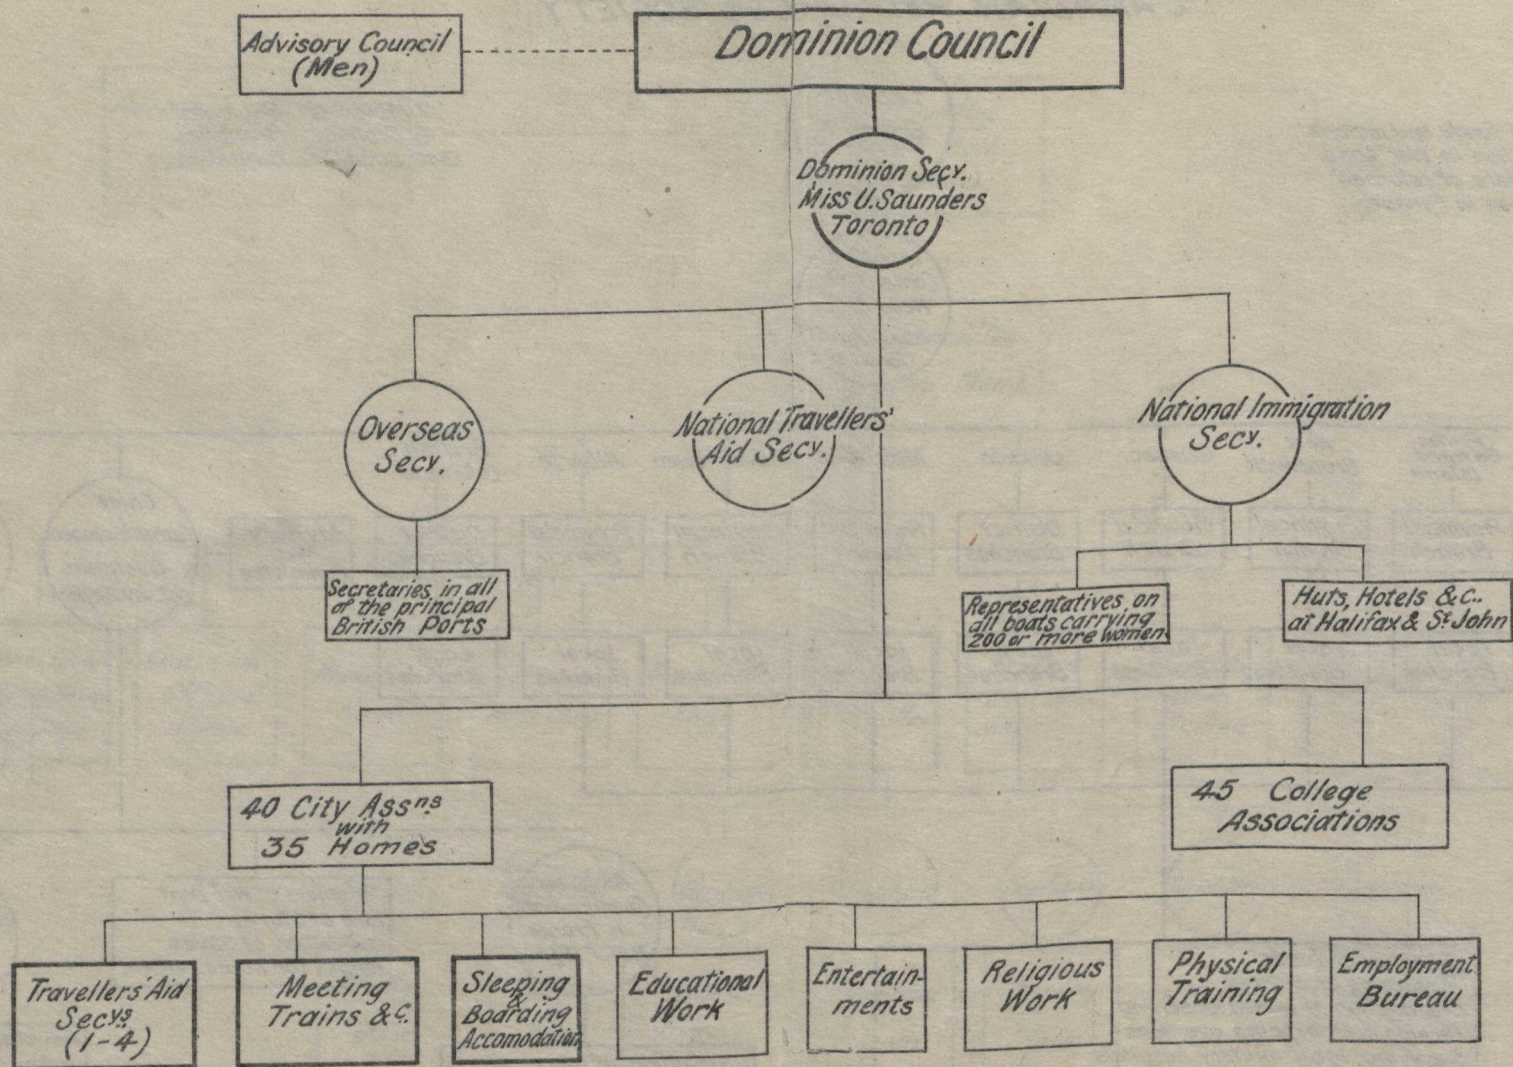 Advisory Council
(Men)
Dominion Council
Dominion Secy.
Miss U. Saunders
Toronto
Overseas
Secy.
National Travellers'
Aid Secy.
National Immigration
Secy.
Secretaries in all
of the principal
British Ports
Representatives on
all boats carrying
200 or more women
Huts, Hotels &c.
at Halifax & St. John
40 City Assns.
with
35 Homes
45 College
Associations
Travellers' Aid
Secys.
(1-4)
Meeting
Trains &c.
Sleeping
&
Boarding
Accomodation
Educational
Work
Entertain-
ments
Religious
Work
Physical
Training
Employment
Bureau